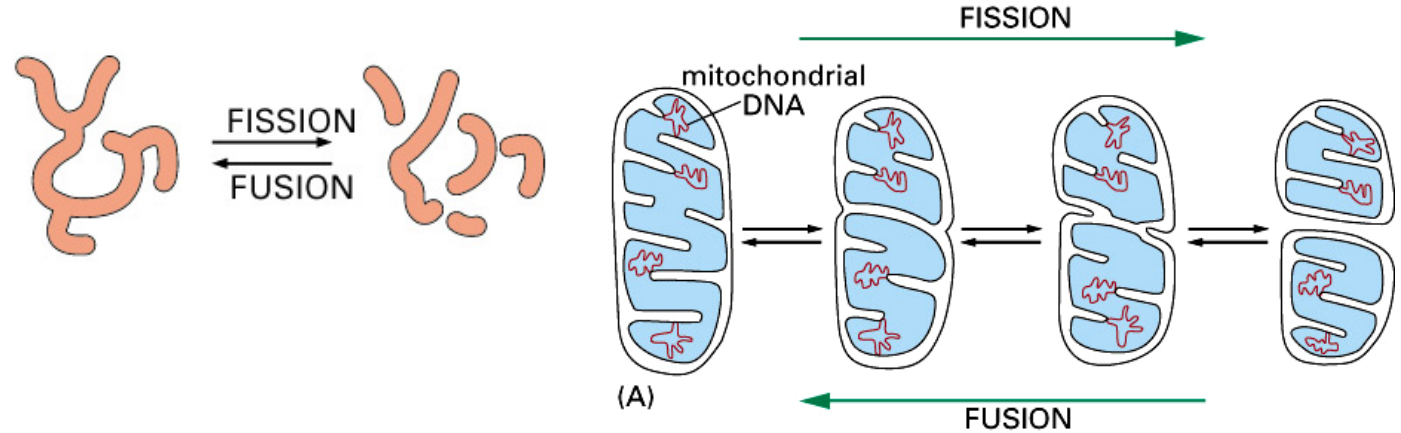 FISSION
FUSION
FISSION
mitochondrial
DNA
(A)
FUSION